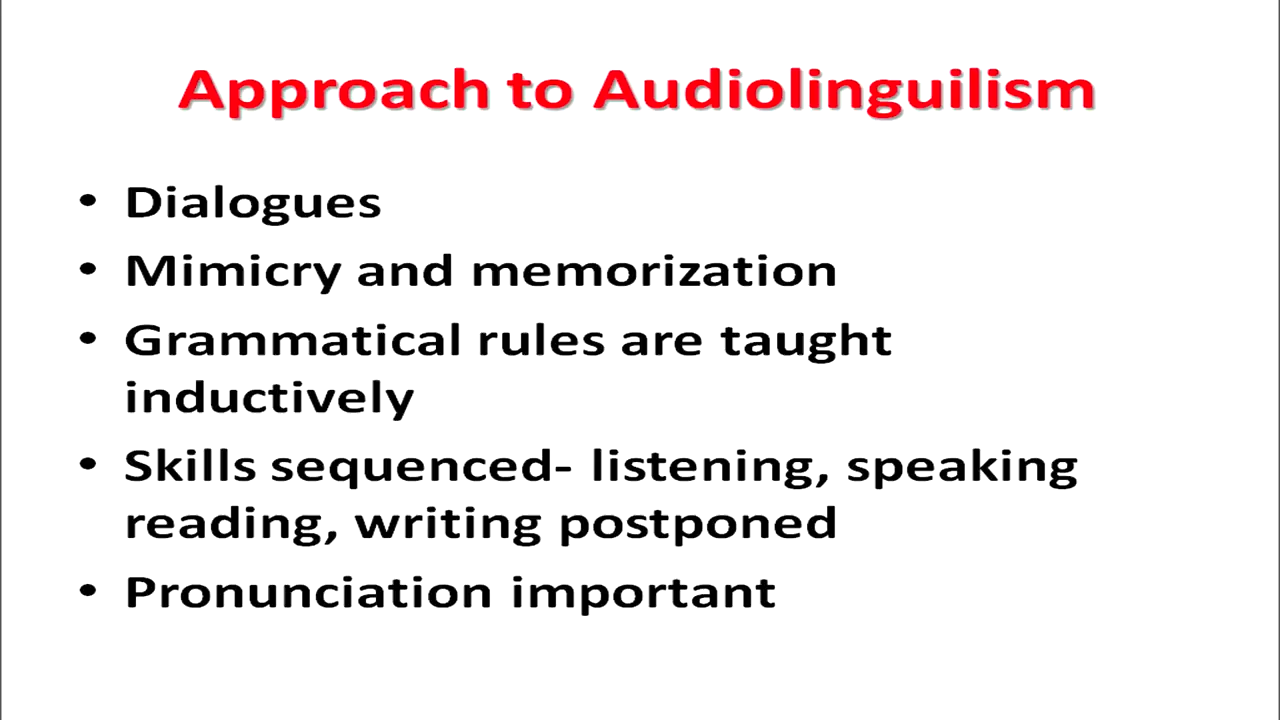 Approach to Audiolinguilism
• Dialogues
• Mimicry and memorization
• Grammatical rules are taught
inductively
• Skills sequenced- listening, speaking
reading, writing postponed
• Pronunciation important